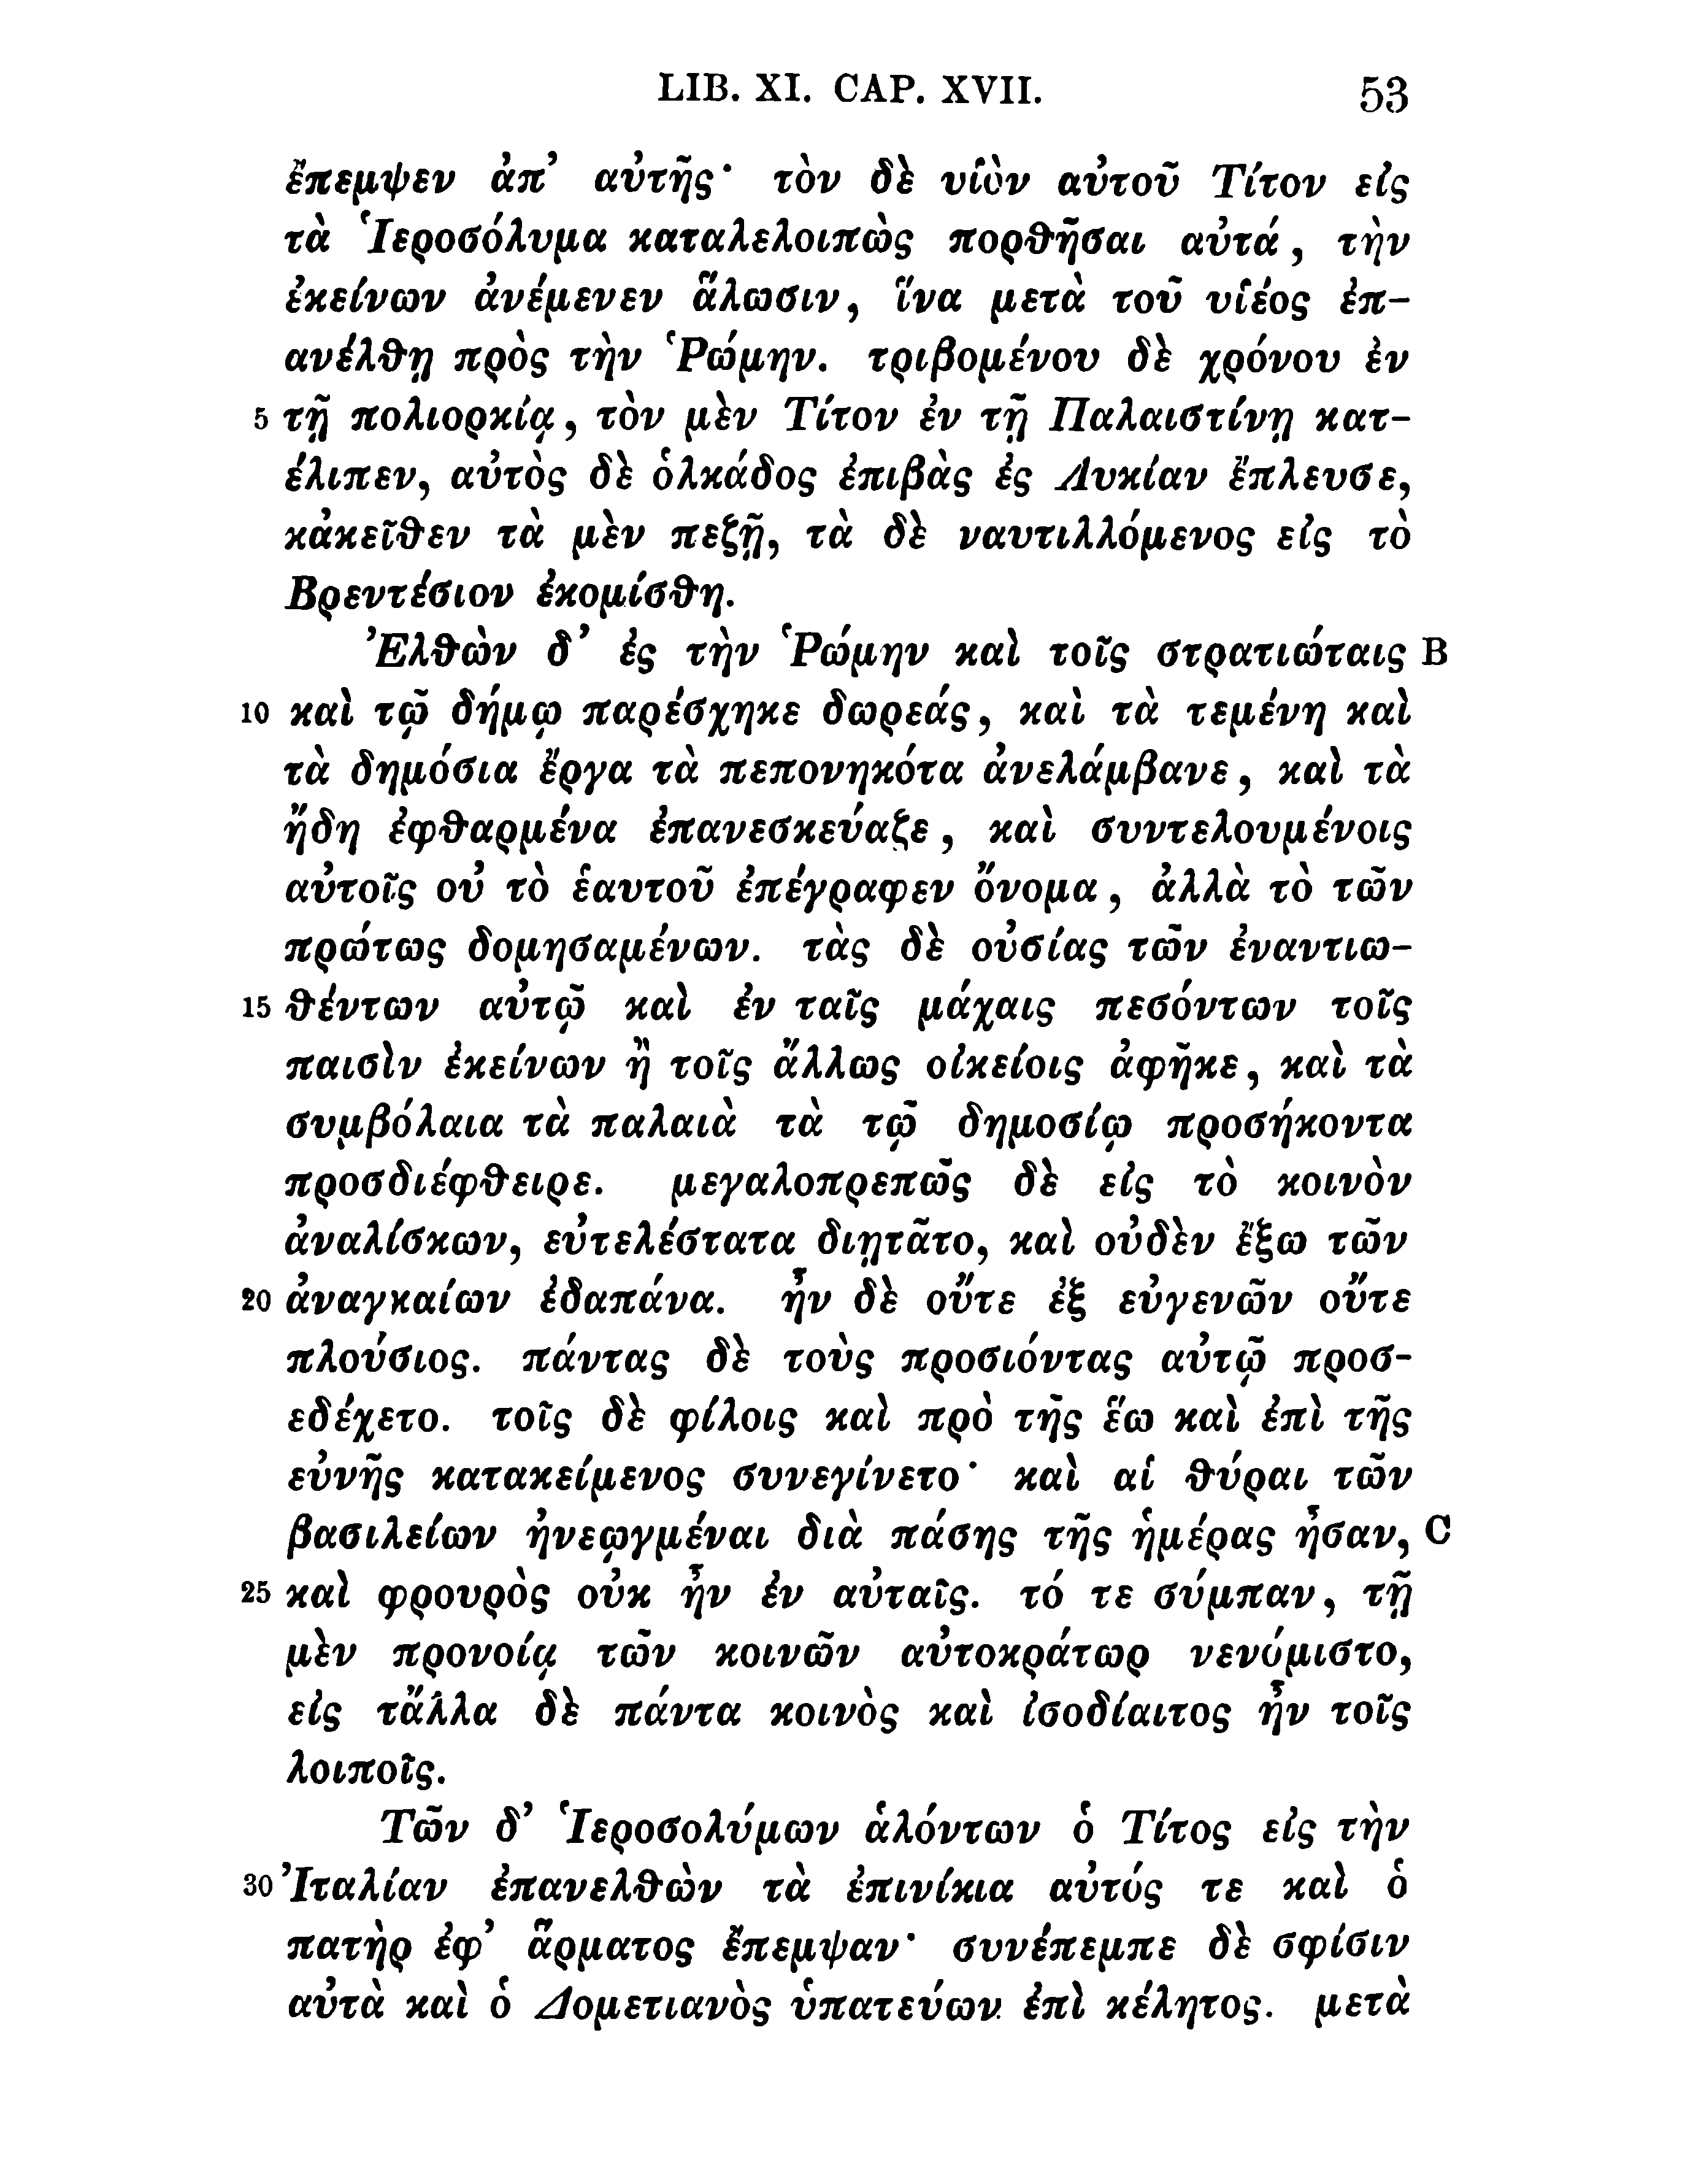 LIB. XI. CAP. XVII. 53
ἔπεμψεν ἀπ’ αὐτῆς· τὸν δὲ υἱὸν αὐτοῦ Τίτον εἰς
τὰ Ἱεροσόλυμα καταλελοιπὼς πορθῆσαι αὐτά, τὴν
ἐκείνων ἀνέμενεν ἅλωσιν, ἵνα μετὰ τοῦ υἱέος ἐπ-
ανέλθῃ πρὸς τὴν Ῥώμην. τριβομένου δὲ χρόνου ἐν
5 τῇ πολιορκίᾳ, τὸν μὲν Τίτον ἐν τῇ Παλαιστίνῃ κατ-
έλιπεν, αὐτὸς δὲ ὁλκάδος ἐπιβὰς ἐς Λυκίαν ἔπλευσε,
κἀκεῖθεν τὰ μὲν πεζῇ, τὰ δὲ ναυτιλλόμενος εἰς τὸ
Βρεντέσιον ἐκομίσθη.
Ἐλθὼν δ’ ἐς τὴν Ῥώμην καὶ τοῖς στρατιώταις B
10 καὶ τῷ δήμῳ παρέσχηκε δωρεάς, καὶ τὰ τεμένη καὶ
τὰ δημόσια ἔργα τὰ πεπονηκότα ἀνελάμβανε, καὶ τὰ
ἤδη ἐφθαρμένα ἐπανεσκεύαζε, καὶ συντελουμένοις
αὐτοῖς οὐ τὸ ἑαυτοῦ ἐπέγραφεν ὄνομα, ἀλλὰ τὸ τῶν
πρώτως δομησαμένων. τὰς δὲ οὐσίας τῶν ἐναντιω-
15 θέντων αὐτῷ καὶ ἐν ταῖς μάχαις πεσόντων τοῖς
παισὶν ἐκείνων ἢ τοῖς ἄλλως οἰκείοις ἀφῆκε, καὶ τὰ
συμβόλαια τὰ παλαιὰ τὰ τῷ δημοσίῳ προσήκοντα
προσδιέφθειρε. μεγαλοπρεπῶς δὲ εἰς τὸ κοινὸν
ἀναλίσκων, εὐτελέστατα διῃτᾶτο, καὶ οὐδὲν ἔξω τῶν
20 ἀναγκαίων ἐδαπάνα. ἦν δὲ οὔτε ἐξ εὐγενῶν οὔτε
πλούσιος. πάντας δὲ τοὺς προσιόντας αὐτῷ προσ-
εδέχετο. τοῖς δὲ φίλοις καὶ πρὸ τῆς ἕω καὶ ἐπὶ τῆς
εὐνῆς κατακείμενος συνεγίνετο· καὶ αἱ θύραι τῶν
βασιλείων ἠνεῳγμέναι διὰ πάσης τῆς ἡμέρας ἦσαν, C
25 καὶ φρουρὸς οὐκ ἦν ἐν αὐταῖς. τό τε σύμπαν, τῇ
μὲν προνοίᾳ τῶν κοινῶν αὐτοκράτωρ νενόμιστο,
εἰς τἄλλα δὲ πάντα κοινὸς καὶ ἰσοδίαιτος ἦν τοῖς
λοιποῖς.
Τῶν δ’ Ἱεροσολύμων ἁλόντων ὁ Τίτος εἰς τὴν
30 Ἰταλίαν ἐπανελθὼν τὰ ἐπινίκια αὐτός τε καὶ ὁ
πατὴρ ἐφ’ ἅρματος ἔπεμψαν· συνέπεμπε δὲ σφίσιν
αὐτὰ καὶ ὁ Δομετιανὸς ὑπατεύων ἐπὶ κέλητος. μετὰ